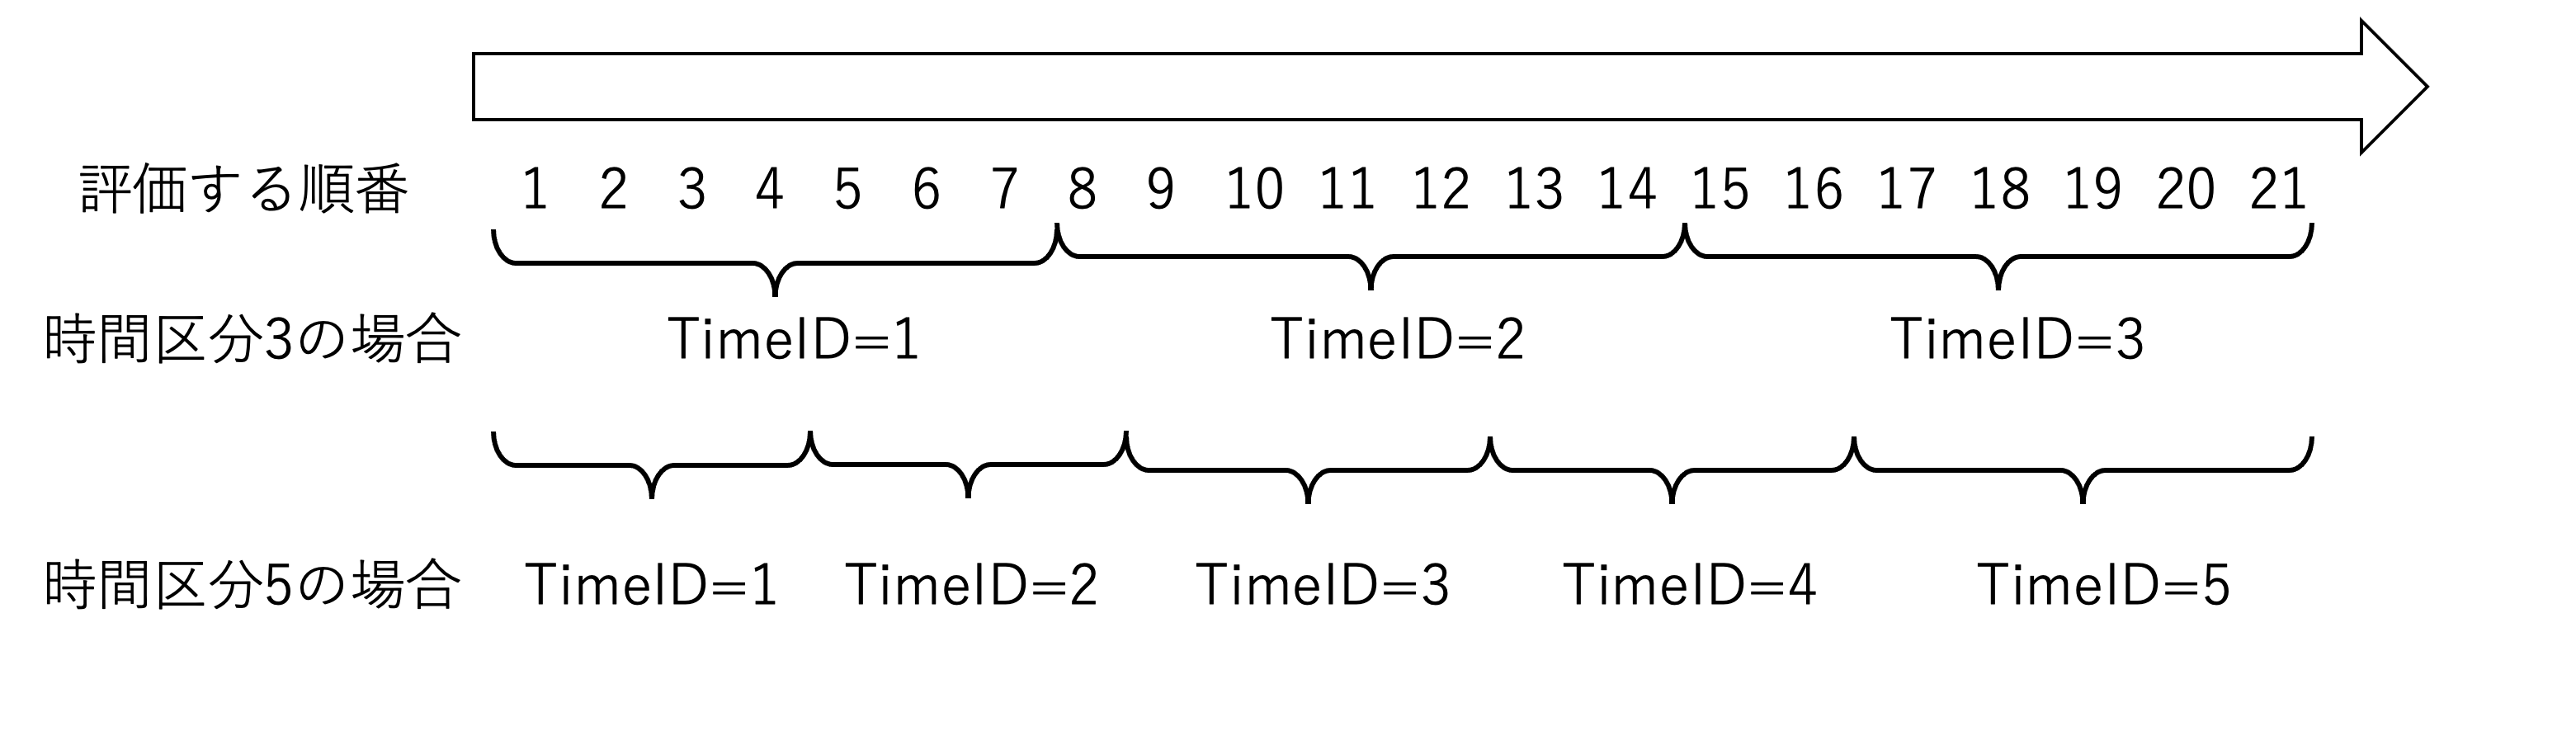 評価する順番 1 2 3 4 5 6 7 8 9 10 11 12 13 14 15 16 17 18 19 20 21
時間区分3の場合 TimeID=1 TimeID=2 TimeID=3
時間区分5の場合 TimeID=1 TimeID=2 TimeID=3 TimeID=4 TimeID=5